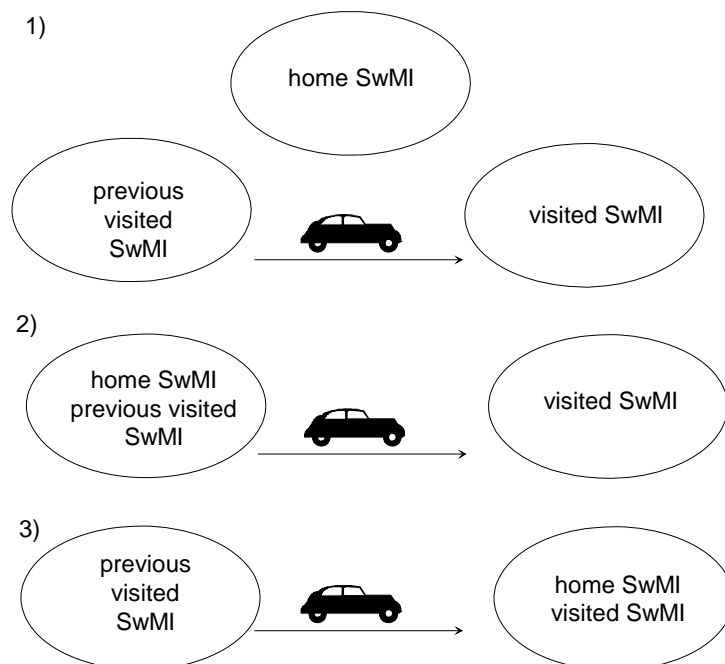 1)
home SwMI
previous
visited
SwMI
visited SwMI
2)
home SwMI
previous visited
SwMI
visited SwMI
3)
previous
visited
SwMI
home SwMI
visited SwMI